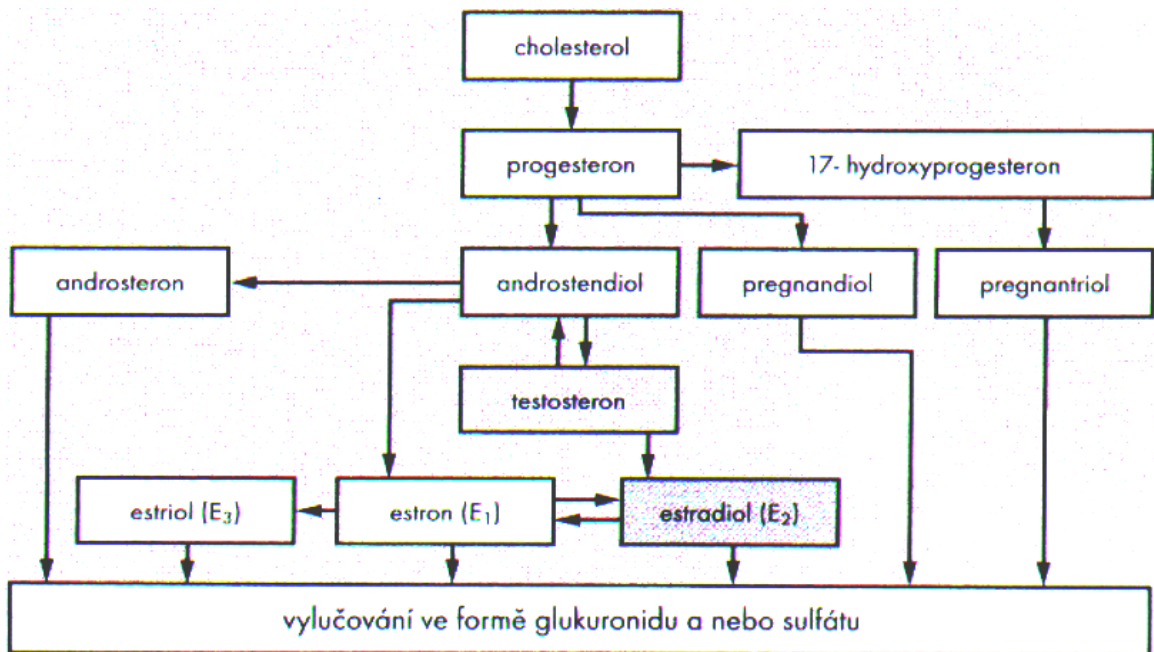 cholesterol
progesteron
17- hydroxyprogesteron
androsteron
androstendiol
pregnandiol
pregnantriol
testosteron
estriol (E₃)
estron (E₁)
estradiol (E₂)
vylučování ve formě glukuronidu a nebo sulfátu